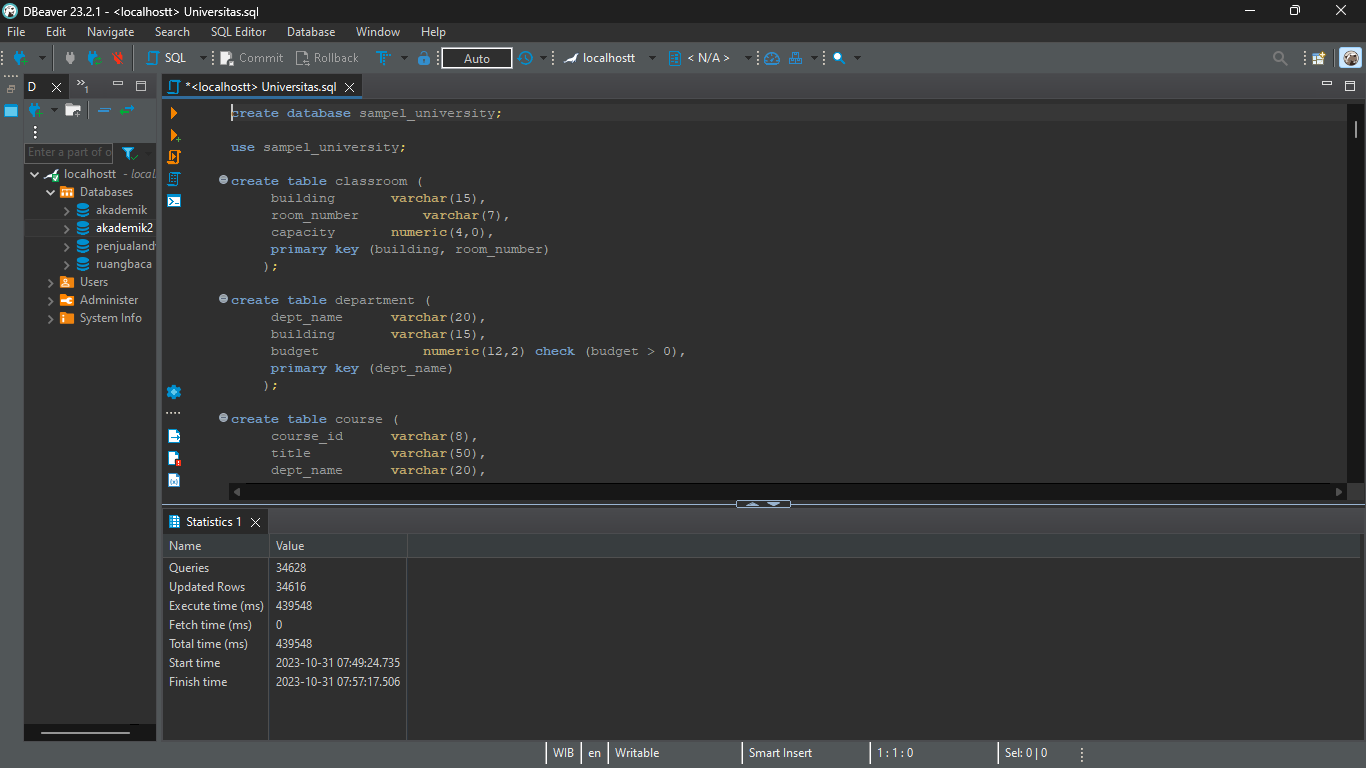 DBeaver 23.2.1 - <localhostt> Universitas.sql
File Edit Navigate Search SQL Editor Database Window Help
SQL Commit Rollback Auto localhostt < N/A >
D »1
*<localhostt> Universitas.sql
Enter a part of o
localhostt - local
Databases
akademik
akademik2
penjualand
ruangbaca
Users
Administer
System Info
create database sampel_university;
use sampel_university;
create table classroom (
building varchar(15),
room_number varchar(7),
capacity numeric(4,0),
primary key (building, room_number)
);
create table department (
dept_name varchar(20),
building varchar(15),
budget numeric(12,2) check (budget > 0),
primary key (dept_name)
);
create table course (
course_id varchar(8),
title varchar(50),
dept_name varchar(20),
Statistics 1
Name Value
Queries 34628
Updated Rows 34616
Execute time (ms) 439548
Fetch time (ms) 0
Total time (ms) 439548
Start time 2023-10-31 07:49:24.735
Finish time 2023-10-31 07:57:17.506
WIB en Writable Smart Insert 1 : 1 : 0 Sel: 0 | 0